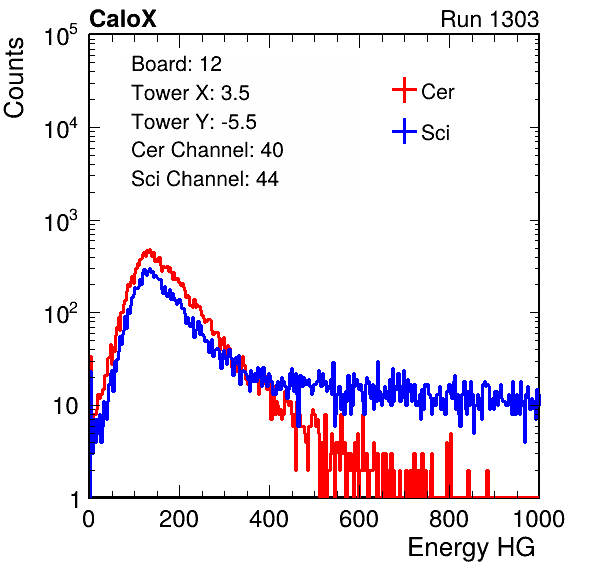 CaloX Run 1303
Counts
Board: 12
Tower X: 3.5
Tower Y: -5.5
Cer Channel: 40
Sci Channel: 44
Cer
Sci
10^5
10^4
10^3
10^2
10
1
0 200 400 600 800 1000
Energy HG